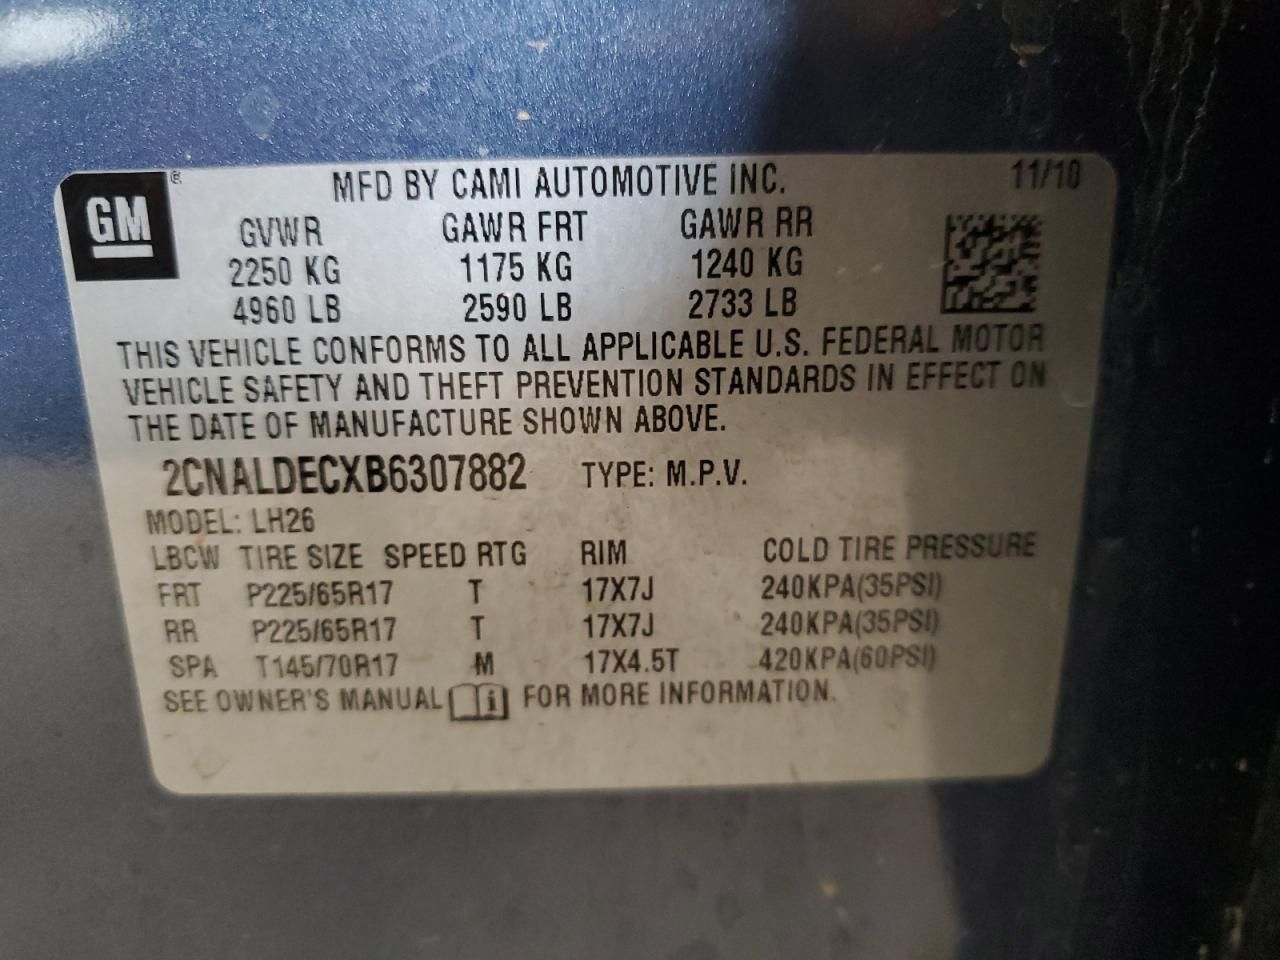 GM ® MFD BY CAMI AUTOMOTIVE INC. 11/10
GVWR GAWR FRT GAWR RR
2250 KG 1175 KG 1240 KG
4960 LB 2590 LB 2733 LB
THIS VEHICLE CONFORMS TO ALL APPLICABLE U.S. FEDERAL MOTOR
VEHICLE SAFETY AND THEFT PREVENTION STANDARDS IN EFFECT ON
THE DATE OF MANUFACTURE SHOWN ABOVE.
2CNALDECXB6307882 TYPE: M.P.V.
MODEL: LH26
LBCW TIRE SIZE SPEED RTG RIM COLD TIRE PRESSURE
FRT P225/65R17 T 17X7J 240KPA(35PSI)
RR P225/65R17 T 17X7J 240KPA(35PSI)
SPA T145/70R17 M 17X4.5T 420KPA(60PSI)
SEE OWNER'S MANUAL i FOR MORE INFORMATION.